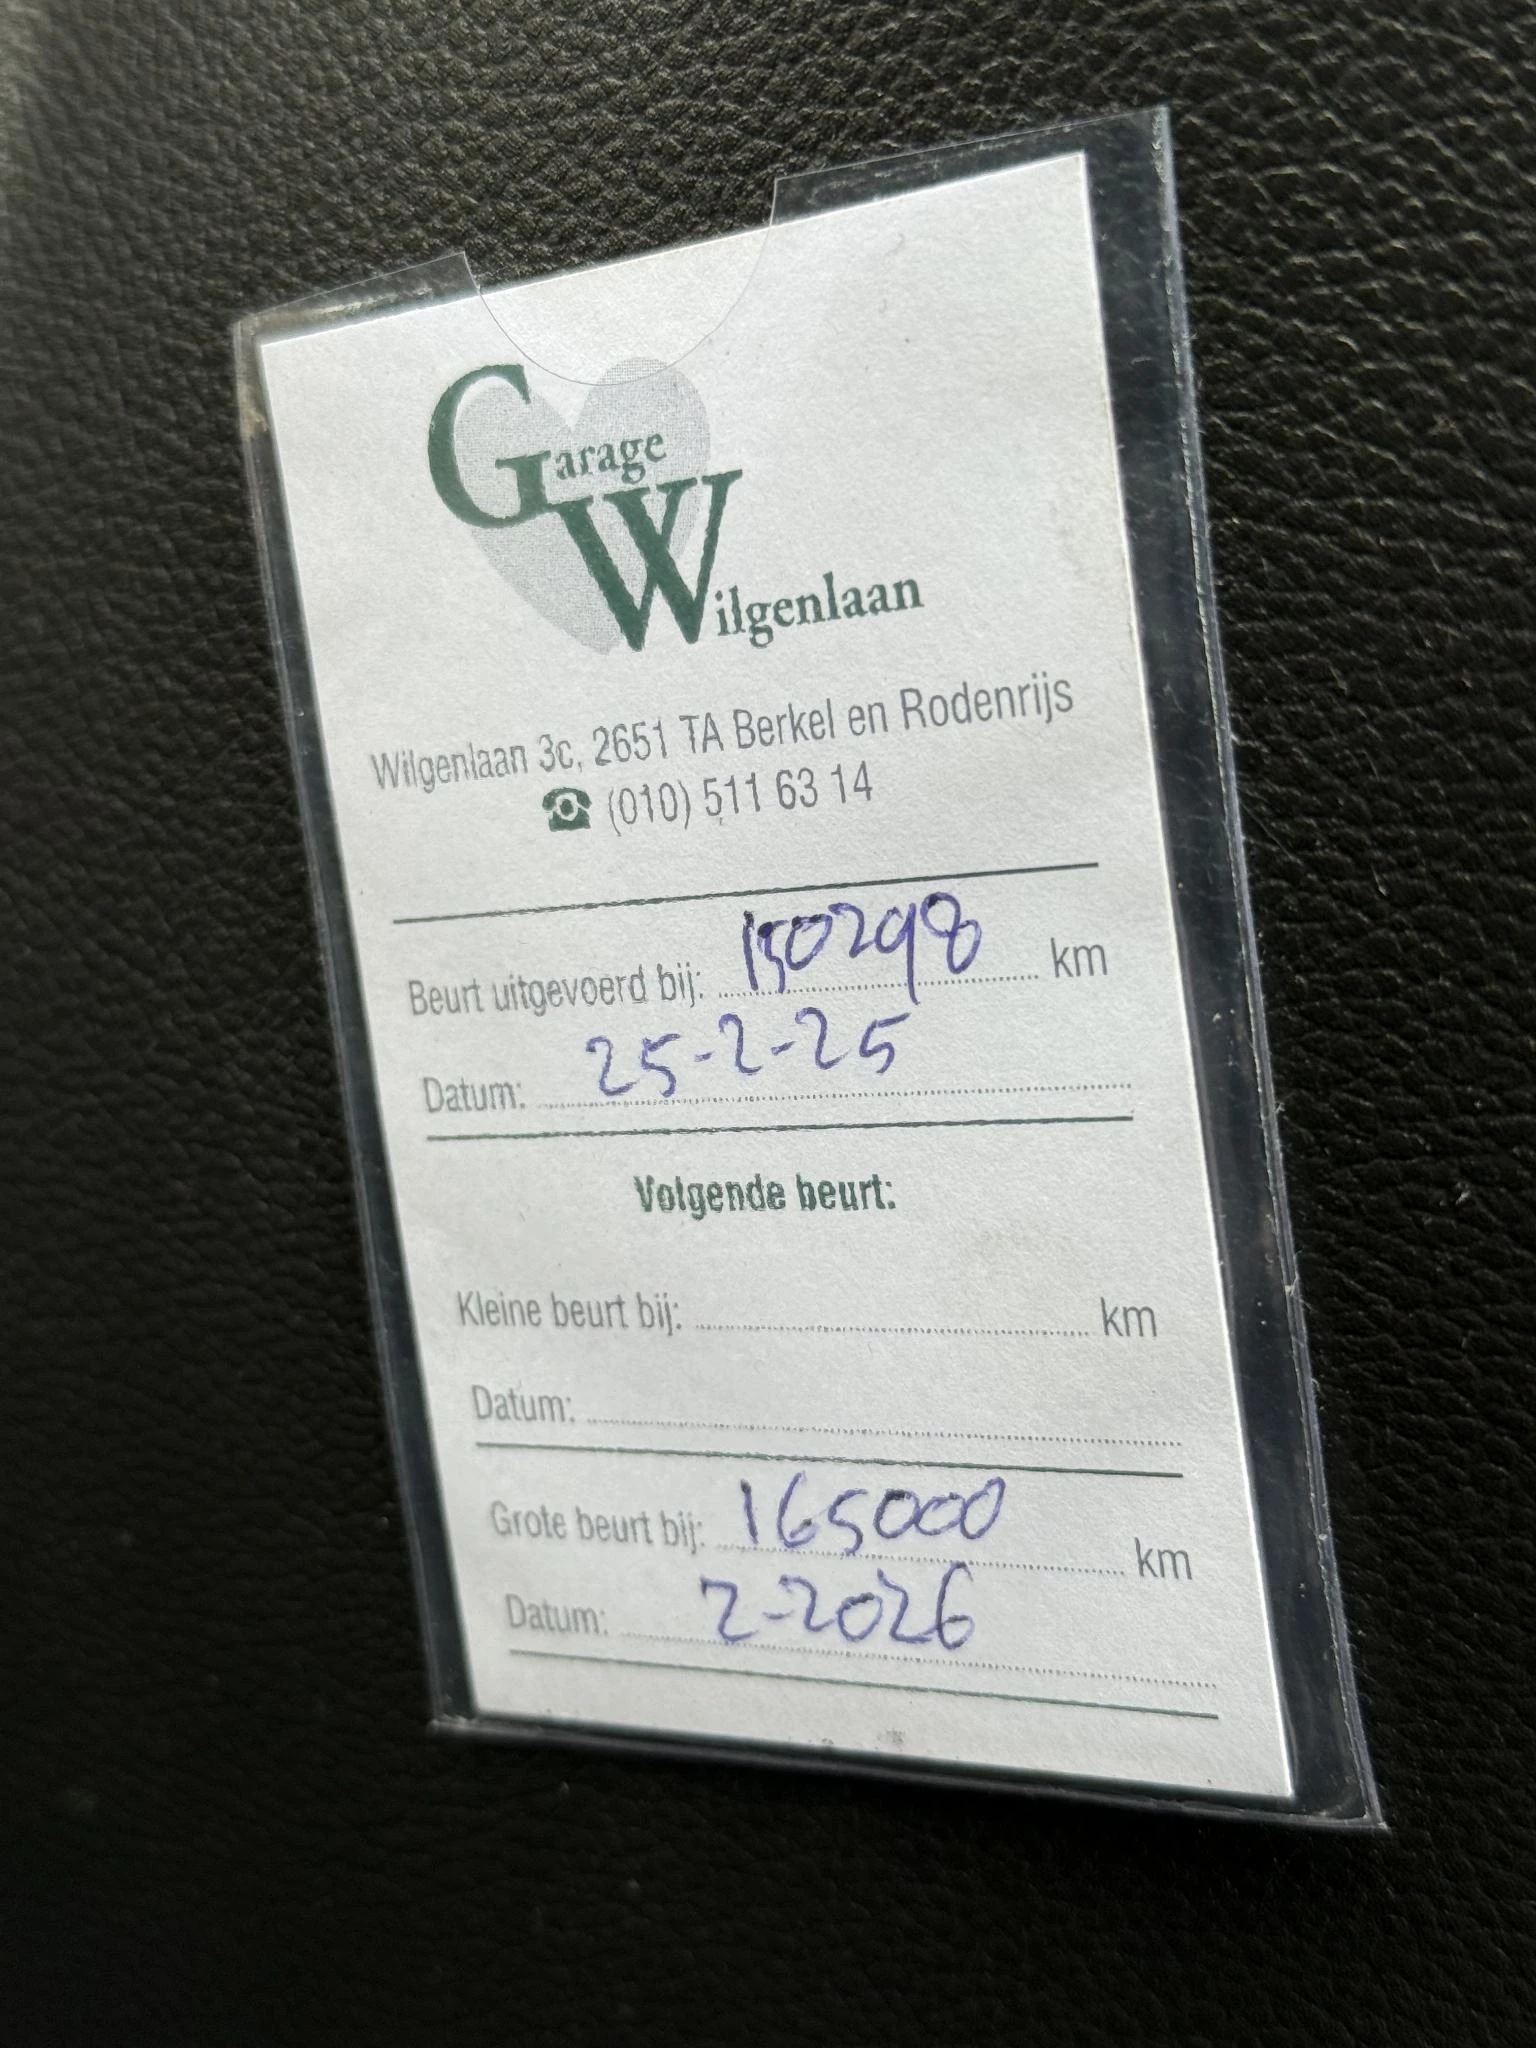 Garage
Wilgenlaan
Wilgenlaan 3c, 2651 TA Berkel en Rodenrijs
☎ (010) 511 63 14
Beurt uitgevoerd bij: 150298 km
Datum: 25-2-25
Volgende beurt:
Kleine beurt bij: km
Datum:
Grote beurt bij: 165000 km
Datum: 2-2026